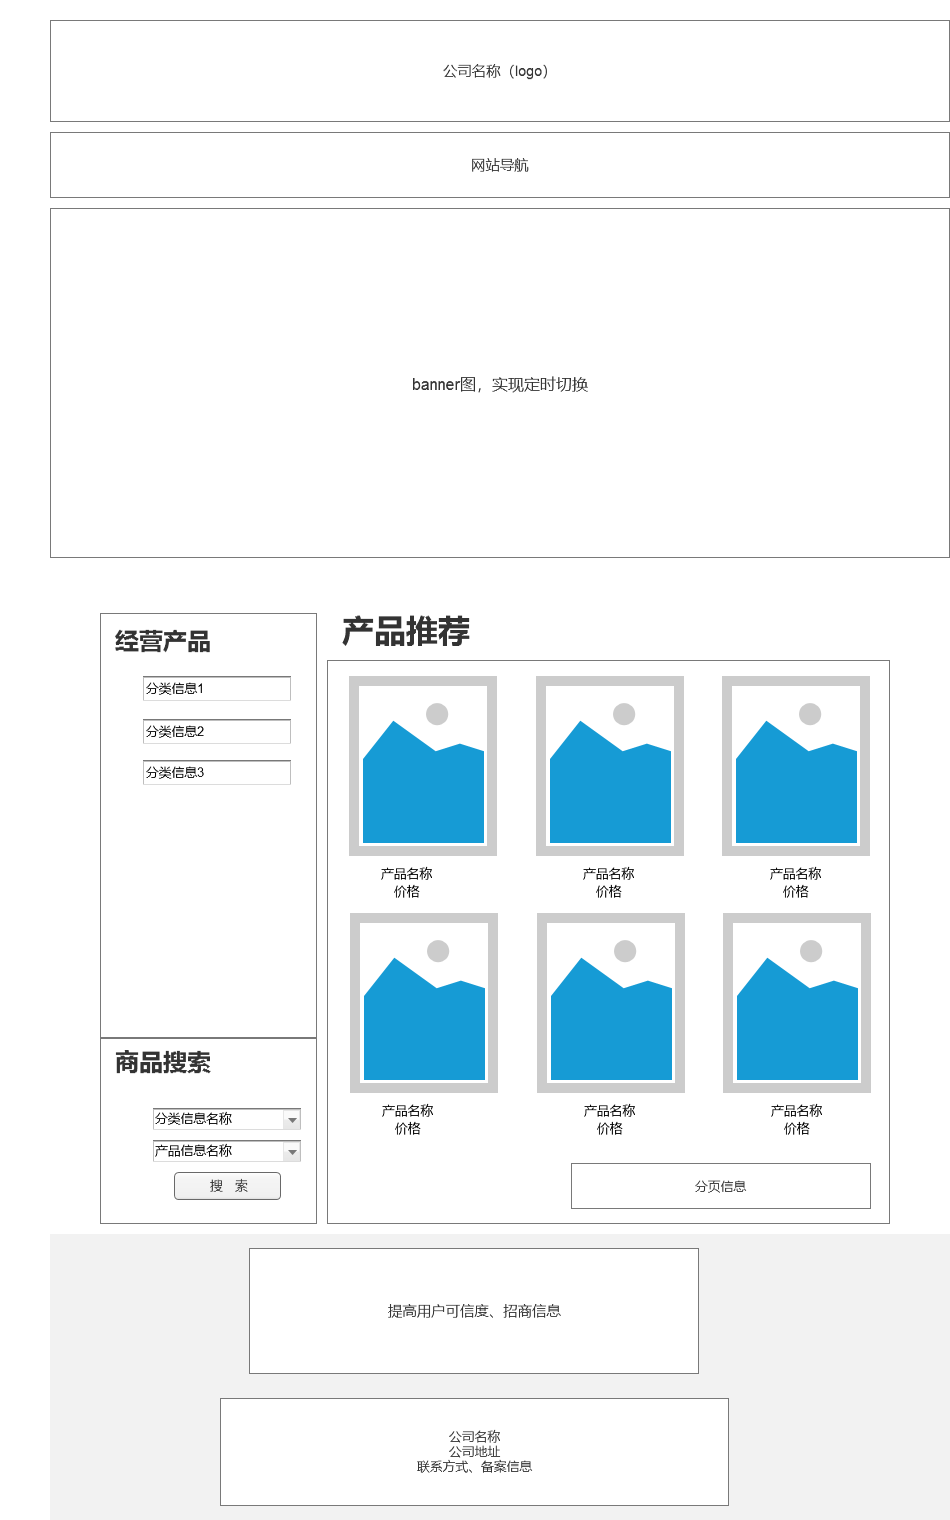 公司名称（logo）
网站导航
banner图，实现定时切换
经营产品
分类信息1
分类信息2
分类信息3
商品搜索
分类信息名称
产品信息名称
搜 索
产品推荐
产品名称
价格
产品名称
价格
产品名称
价格
产品名称
价格
产品名称
价格
产品名称
价格
分页信息
提高用户可信度、招商信息
公司名称
公司地址
联系方式、备案信息